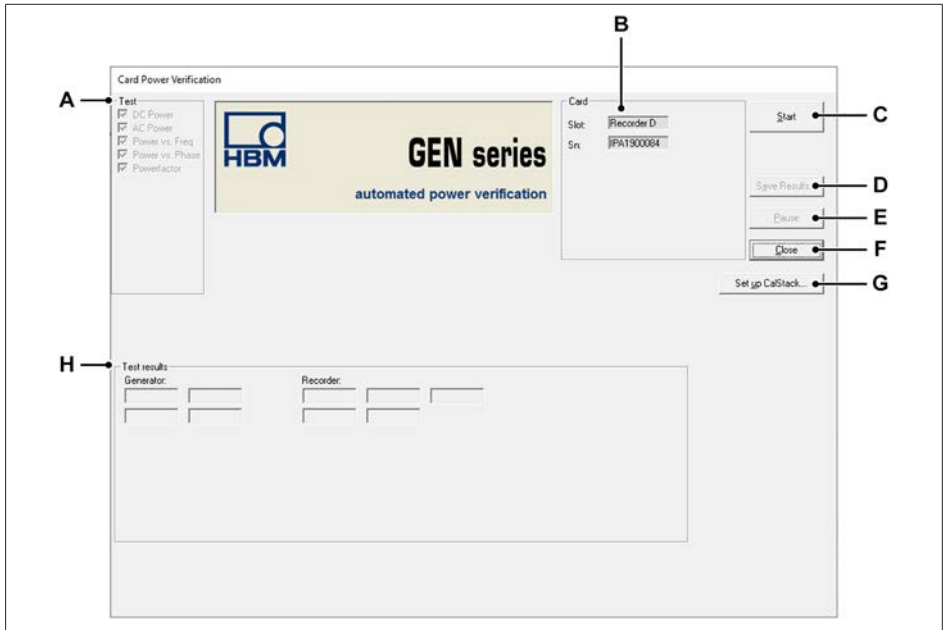 B
Card Power Verification
A
Test
DC Power
AC Power
Power vs. Freq
Power vs. Phase
Powerfactor
HBM
GEN series
automated power verification
Card
Slot: Recorder D
Sn: IPA1900084
Start
C
Save Results
D
Pause
E
Close
F
Set up CalStack...
G
H
Test results
Generator:
Recorder: